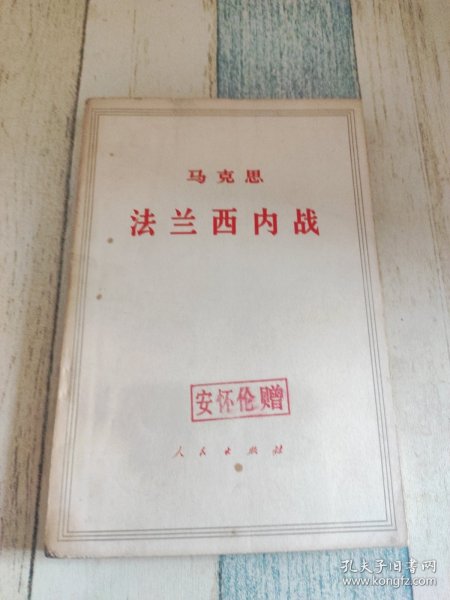 马克思
法兰西内战
安怀伦赠
人民出版社
孔夫子旧书网
www.kongfz.com